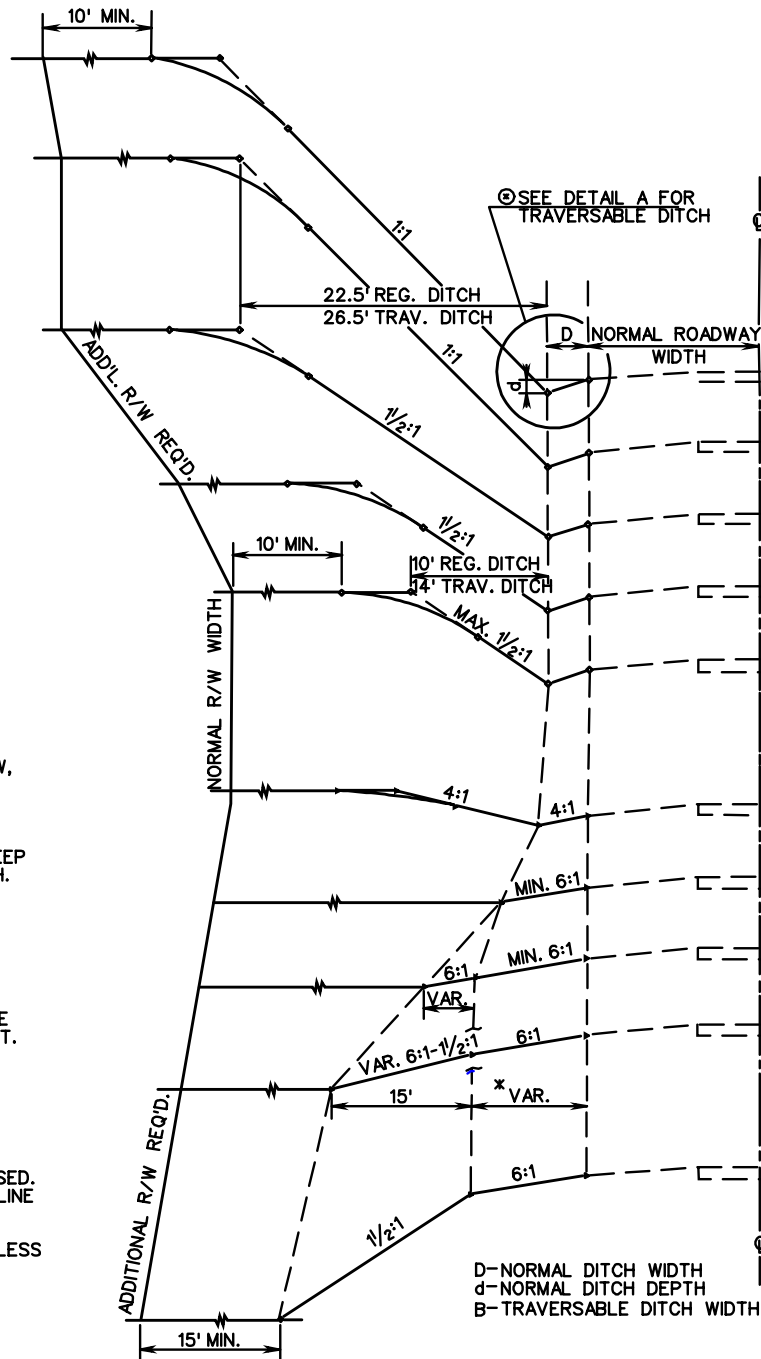 10' MIN.
⊛ SEE DETAIL A FOR
TRAVERSABLE DITCH
1:1
22.5' REG. DITCH
26.5' TRAV. DITCH
D
NORMAL ROADWAY
WIDTH
d
1:1
ADD'L. R/W REQ'D.
1½:1
1½:1
10' MIN.
10' REG. DITCH
14' TRAV. DITCH
MAX. 1½:1
NORMAL R/W WIDTH
W,
4:1
4:1
EEP
H.
MIN. 6:1
MIN. 6:1
6:1
VAR.
E
T.
VAR. 6:1-1½:1
6:1
15'
* VAR.
SED.
LINE
6:1
LESS
1½:1
ADDITIONAL R/W REQ'D.
D-NORMAL DITCH WIDTH
d-NORMAL DITCH DEPTH
B-TRAVERSABLE DITCH WIDTH
15' MIN.